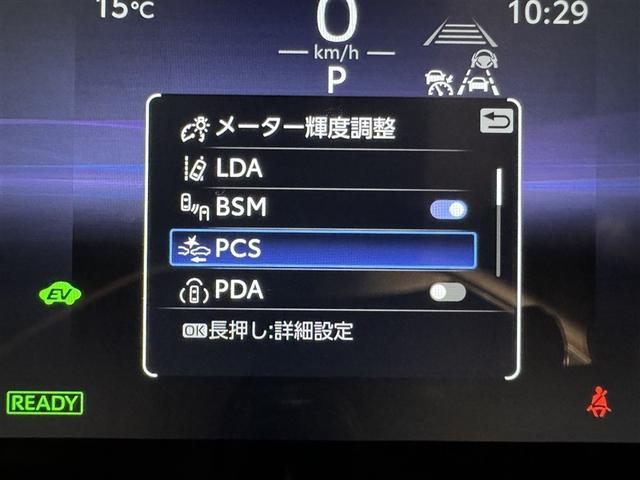 15℃
0
10:29
km/h
P
メーター輝度調整
LDA
BSM
PCS
PDA
EV
OK長押し:詳細設定
READY